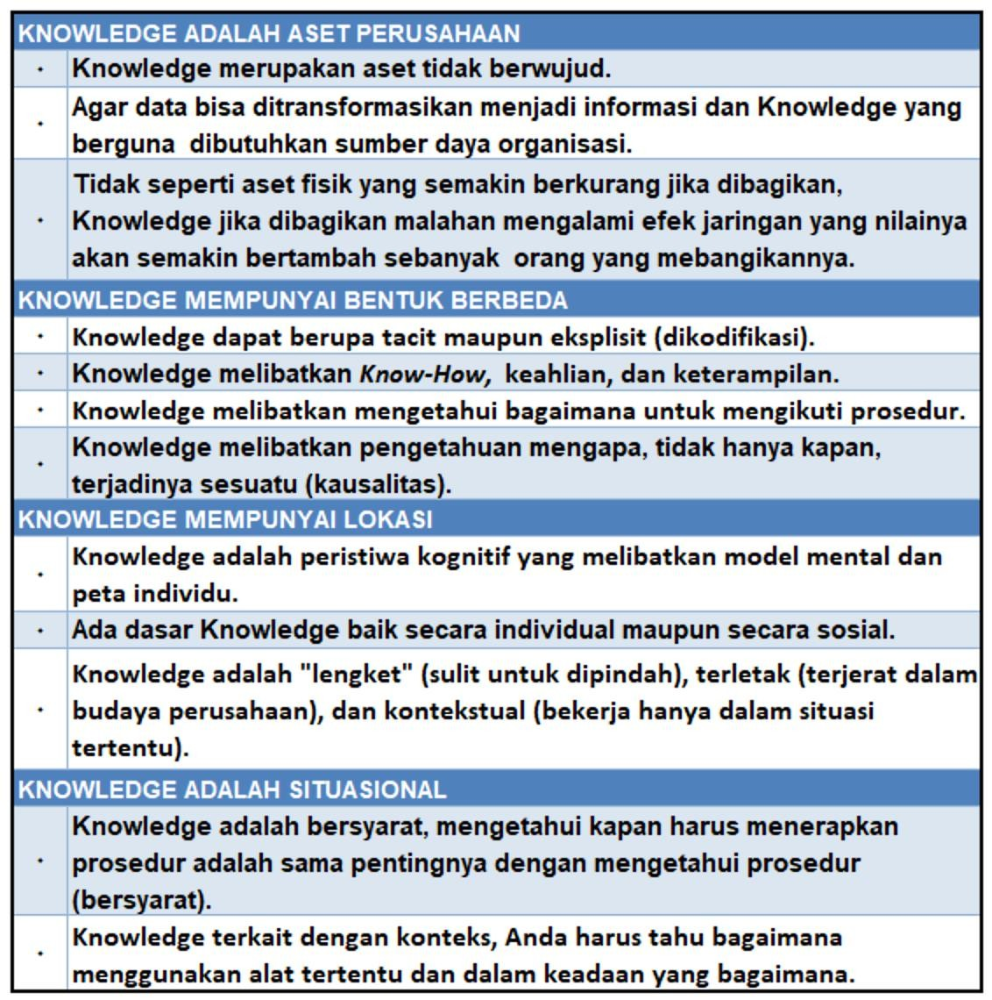 KNOWLEDGE ADALAH ASET PERUSAHAAN
· Knowledge merupakan aset tidak berwujud.
· Agar data bisa ditransformasikan menjadi informasi dan Knowledge yang
berguna dibutuhkan sumber daya organisasi.
Tidak seperti aset fisik yang semakin berkurang jika dibagikan,
· Knowledge jika dibagikan malahan mengalami efek jaringan yang nilainya
akan semakin bertambah sebanyak orang yang mebangikannya.
KNOWLEDGE MEMPUNYAI BENTUK BERBEDA
· Knowledge dapat berupa tacit maupun eksplisit (dikodifikasi).
· Knowledge melibatkan Know-How, keahlian, dan keterampilan.
· Knowledge melibatkan mengetahui bagaimana untuk mengikuti prosedur.
· Knowledge melibatkan pengetahuan mengapa, tidak hanya kapan,
terjadinya sesuatu (kausalitas).
KNOWLEDGE MEMPUNYAI LOKASI
· Knowledge adalah peristiwa kognitif yang melibatkan model mental dan
peta individu.
· Ada dasar Knowledge baik secara individual maupun secara sosial.
Knowledge adalah "lengket" (sulit untuk dipindah), terletak (terjerat dalam
· budaya perusahaan), dan kontekstual (bekerja hanya dalam situasi
tertentu).
KNOWLEDGE ADALAH SITUASIONAL
Knowledge adalah bersyarat, mengetahui kapan harus menerapkan
· prosedur adalah sama pentingnya dengan mengetahui prosedur
(bersyarat).
· Knowledge terkait dengan konteks, Anda harus tahu bagaimana
menggunakan alat tertentu dan dalam keadaan yang bagaimana.